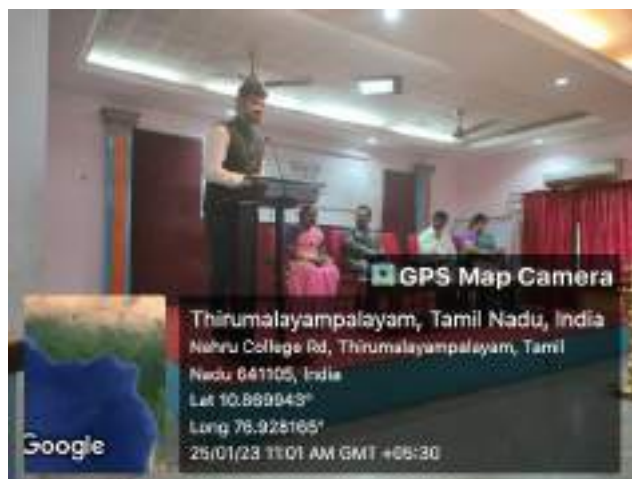 GPS Map Camera
Thirumalayampalayam, Tamil Nadu, India
Nehru College Rd, Thirumalayampalayam, Tamil
Nadu 641105, India
Lat 10.869943°
Long 76.928165°
25/01/23 11:01 AM GMT +05:30
Google